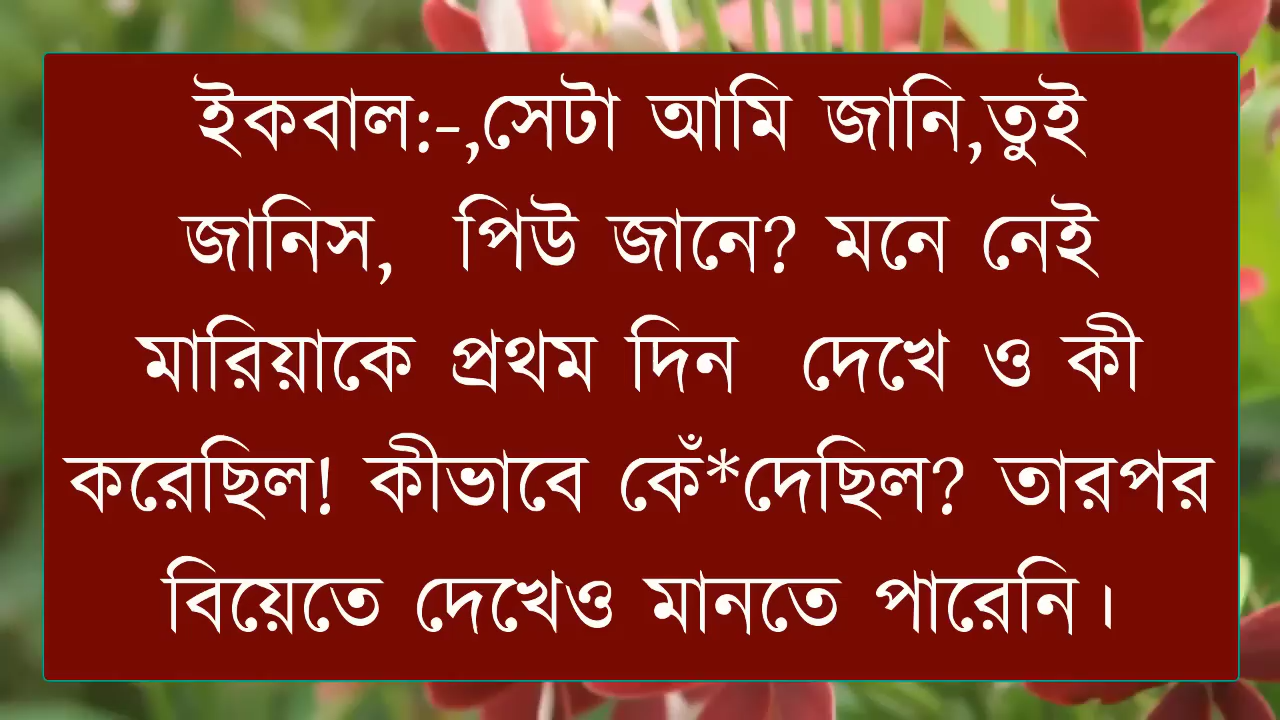 ইকবাল:-,সেটা আমি জানি,তুই
জানিস,  পিউ জানে? মনে নেই
মারিয়াকে প্রথম দিন  দেখে ও কী
করেছিল! কীভাবে কেঁ*দেছিল? তারপর
বিয়েতে দেখেও মানতে পারেনি।